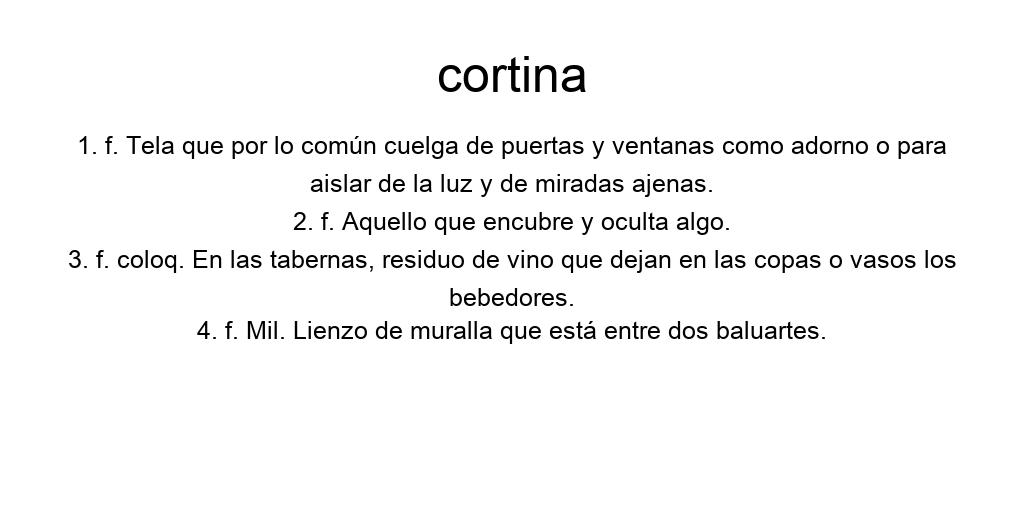 cortina
1. f. Tela que por lo común cuelga de puertas y ventanas como adorno o para
aislar de la luz y de miradas ajenas.
2. f. Aquello que encubre y oculta algo.
3. f. coloq. En las tabernas, residuo de vino que dejan en las copas o vasos los
bebedores.
4. f. Mil. Lienzo de muralla que está entre dos baluartes.